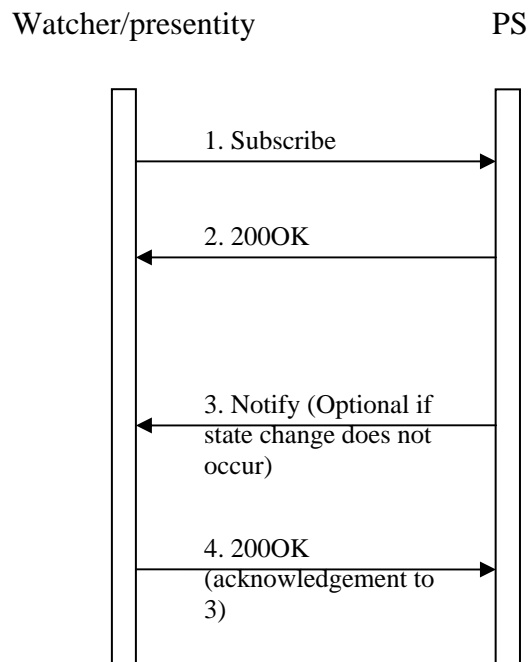 Watcher/presentity PS
1. Subscribe
2. 200OK
3. Notify (Optional if
state change does not
occur)
4. 200OK
(acknowledgement to
3)